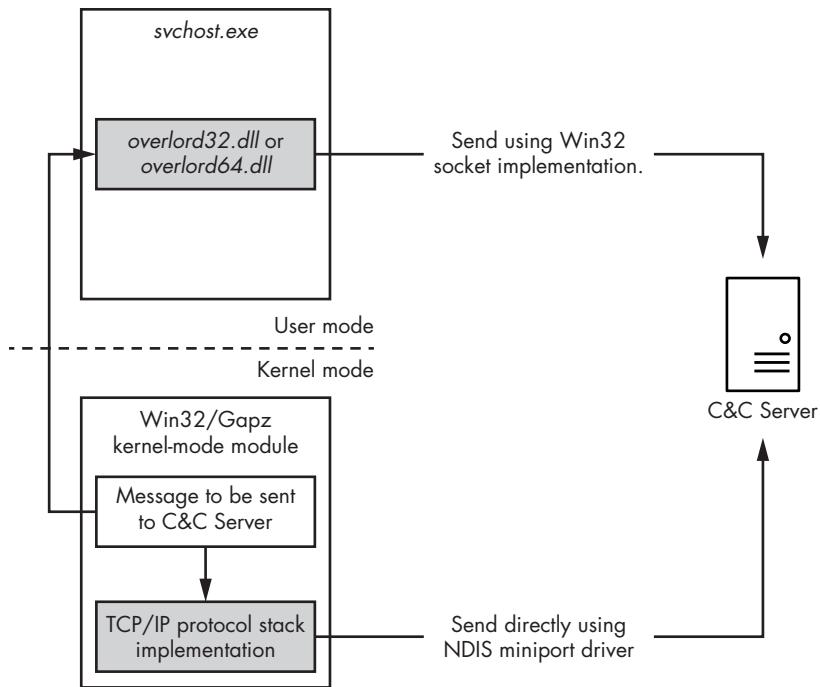 svchost.exe
overlord32.dll or
overlord64.dll
Send using Win32
socket implementation.
User mode
Kernel mode
C&C Server
Win32/Gapz
kernel-mode module
Message to be sent
to C&C Server
TCP/IP protocol stack
implementation
Send directly using
NDIS miniport driver